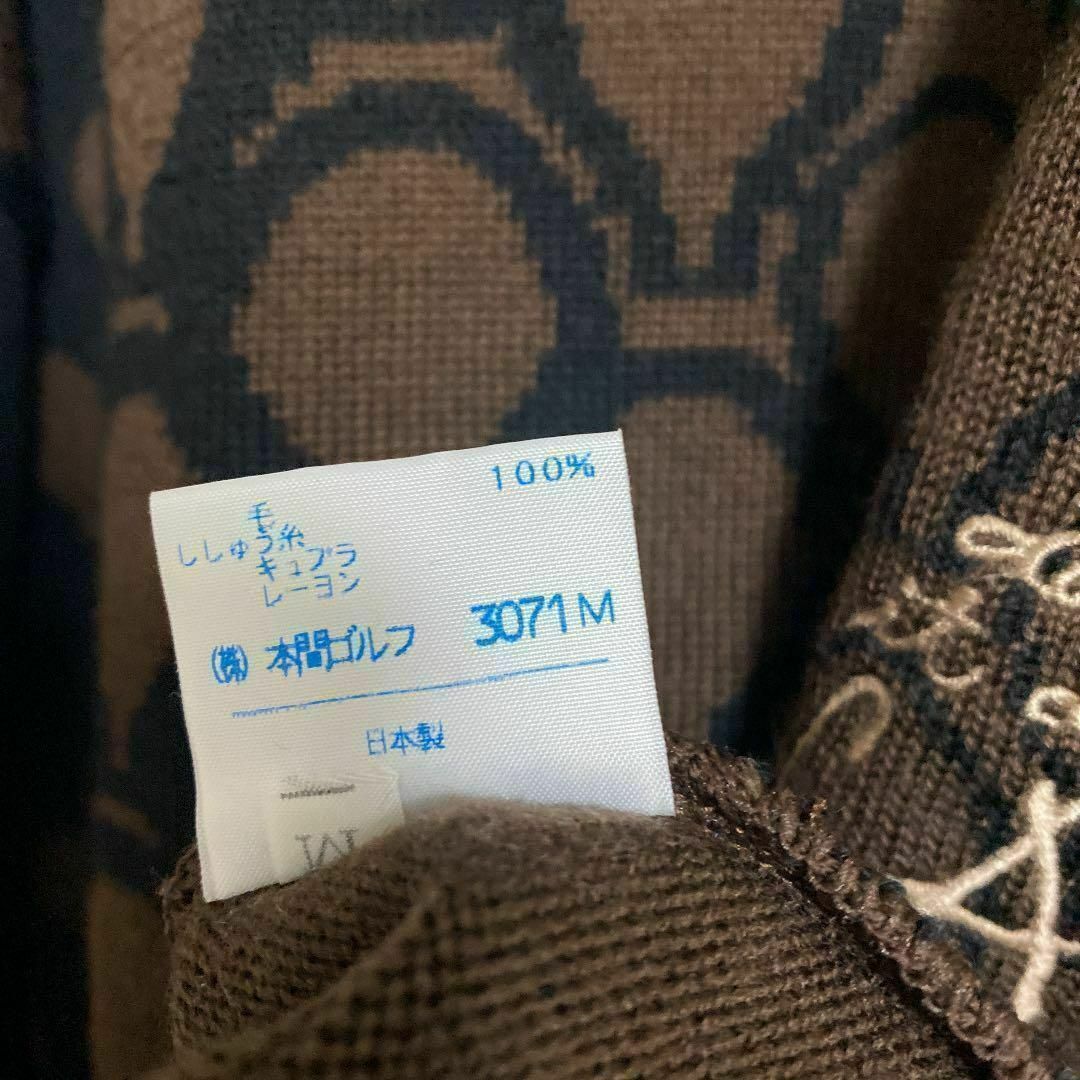 毛 100%
ししゅう糸
キュプラ
レーヨン
(株) 本間ゴルフ 3071M
日本製
M